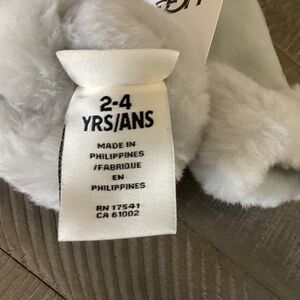 2-4
YRS/ANS
MADE IN
PHILIPPINES
/FABRIQUE
EN
PHILIPPINES
RN 17541
CA 61002